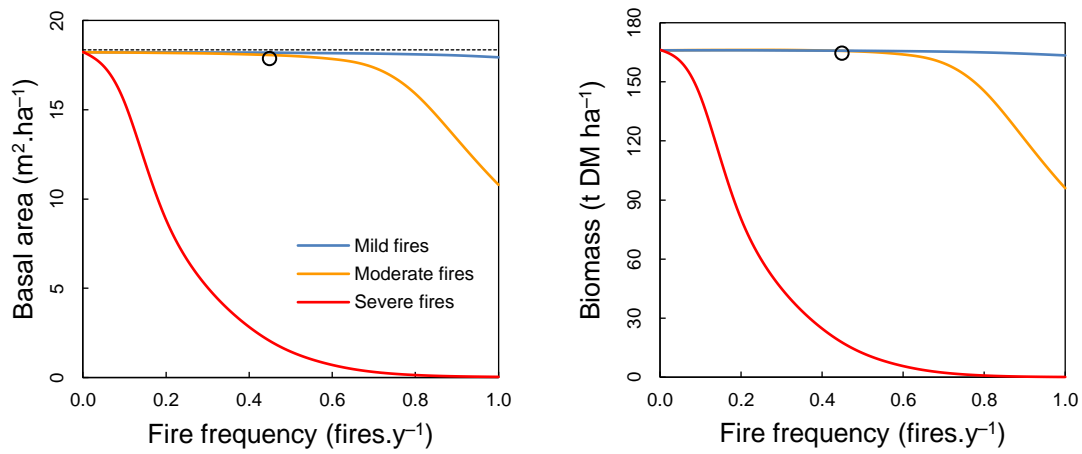 Basal area (m².ha⁻¹)
20
15
10
5
0
Mild fires
Moderate fires
Severe fires
0.0 0.2 0.4 0.6 0.8 1.0
Fire frequency (fires.y⁻¹)
Biomass (t DM ha⁻¹)
180
150
120
90
60
30
0
0.0 0.2 0.4 0.6 0.8 1.0
Fire frequency (fires.y⁻¹)